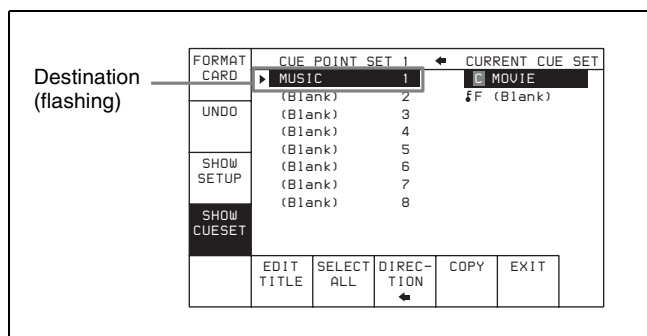 Destination
(flashing)
FORMAT
CARD
UNDO
SHOW
SETUP
SHOW
CUESET
CUE POINT SET 1 ← CURRENT CUE SET
▶ MUSIC 1 C MOVIE
(Blank) 2 F (Blank)
(Blank) 3
(Blank) 4
(Blank) 5
(Blank) 6
(Blank) 7
(Blank) 8
EDIT
TITLE
SELECT
ALL
DIREC-
TION
←
COPY
EXIT